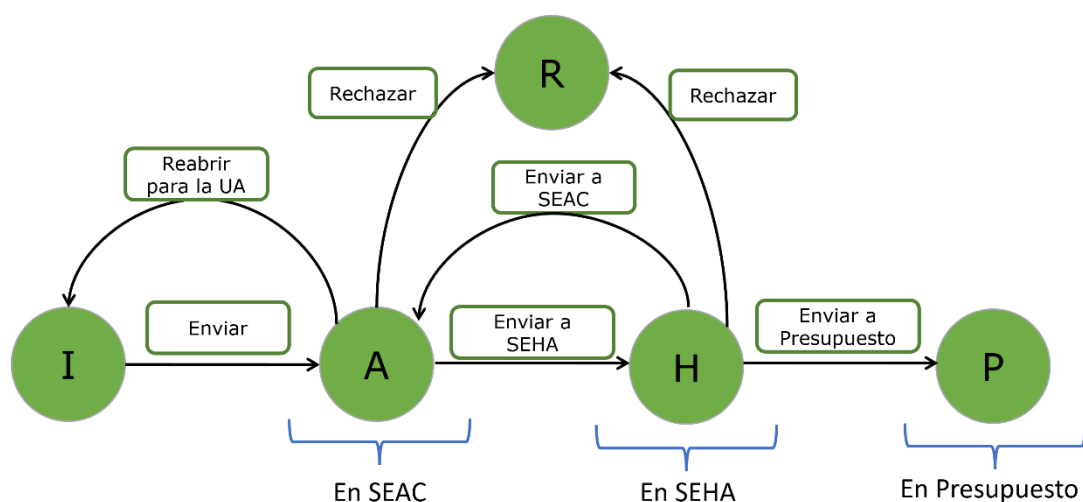 R
Rechazar
Rechazar
Reabrir
para la UA
Enviar a
SEAC
Enviar
Enviar a
SEHA
Enviar a
Presupuesto
I
A
H
P
En SEAC
En SEHA
En Presupuesto